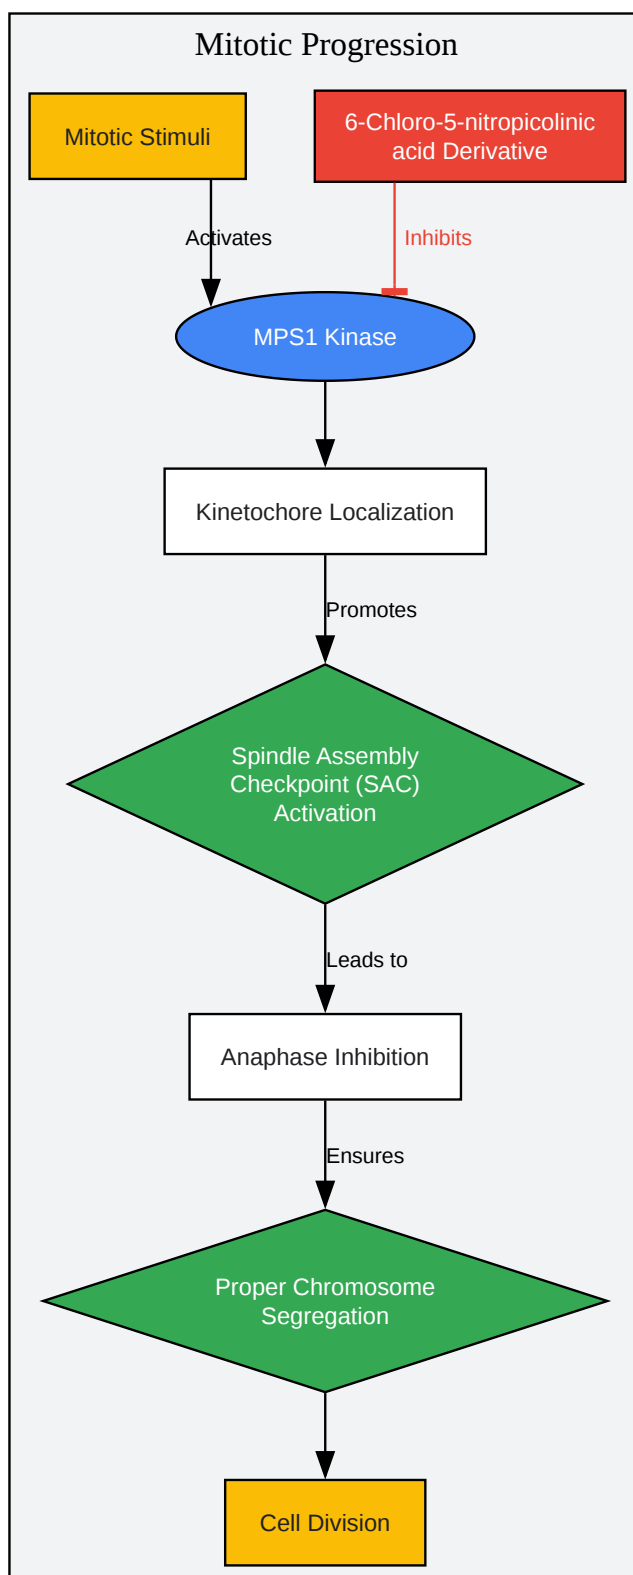 Mitotic Progression
Mitotic Stimuli
6-Chloro-5-nitropicolinic
acid Derivative
Activates
Inhibits
MPS1 Kinase
Kinetochore Localization
Promotes
Spindle Assembly
Checkpoint (SAC)
Activation
Leads to
Anaphase Inhibition
Ensures
Proper Chromosome
Segregation
Cell Division